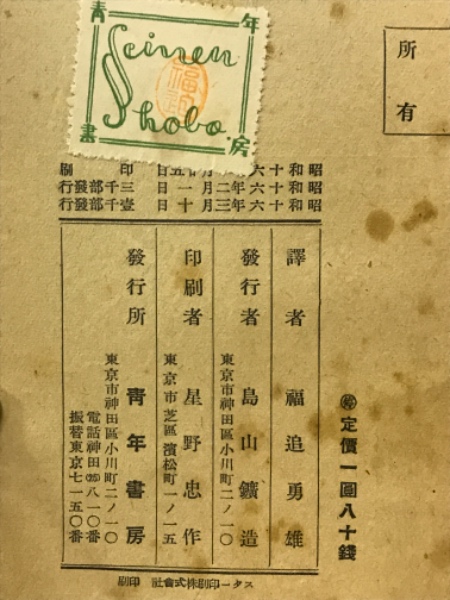 青年
Seinen
Shobo
書房
所有
昭和十六 月廿五日 印刷
昭和十六年二月一日 三千部發行
昭和十六年三月十日 壹千部發行
定價一圓八十錢
譯者 福迫勇雄
東京市神田區小川町二ノ一〇
發行者 島山鑛造
東京市芝區濱松町一ノ一五
印刷者 星野忠作
發行所 靑年書房
東京市神田區小川町二ノ一〇
電話神田 八一〇番
振替東京七一五〇番
スター印刷株式會社 印刷